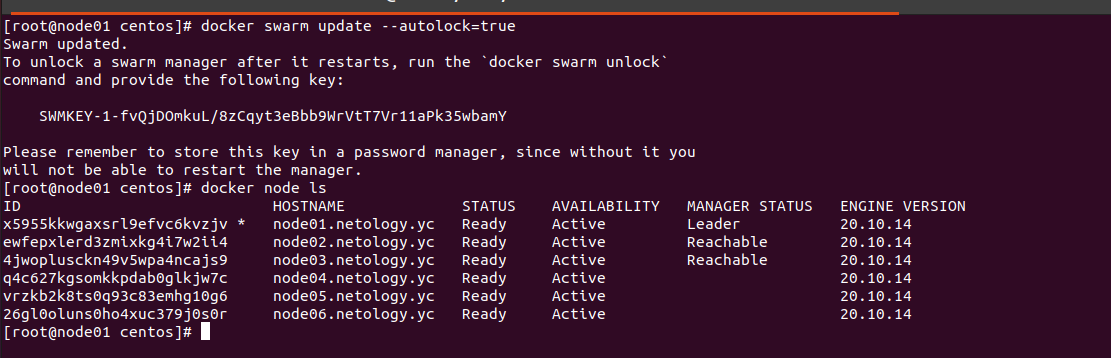 [root@node01 centos]# docker swarm update --autolock=true
Swarm updated.
To unlock a swarm manager after it restarts, run the `docker swarm unlock`
command and provide the following key:
SWMKEY-1-fvQjDOmkuL/8zCqyt3eBbb9WrVtT7Vr11aPk35wbamY
Please remember to store this key in a password manager, since without it you
will not be able to restart the manager.
[root@node01 centos]# docker node ls
ID HOSTNAME STATUS AVAILABILITY MANAGER STATUS ENGINE VERSION
x5955kkwgaxsrl9efvc6kvzjv * node01.netology.yc Ready Active Leader 20.10.14
ewfepxlerd3zmixkg4i7w2ii4 node02.netology.yc Ready Active Reachable 20.10.14
4jwoplusckn49v5wpa4ncajs9 node03.netology.yc Ready Active Reachable 20.10.14
q4c627kgsomkkpdab0glkjw7c node04.netology.yc Ready Active 20.10.14
vrzkb2k8ts0q93c83emhg10g6 node05.netology.yc Ready Active 20.10.14
26gl0oluns0ho4xuc379j0s0r node06.netology.yc Ready Active 20.10.14
[root@node01 centos]#